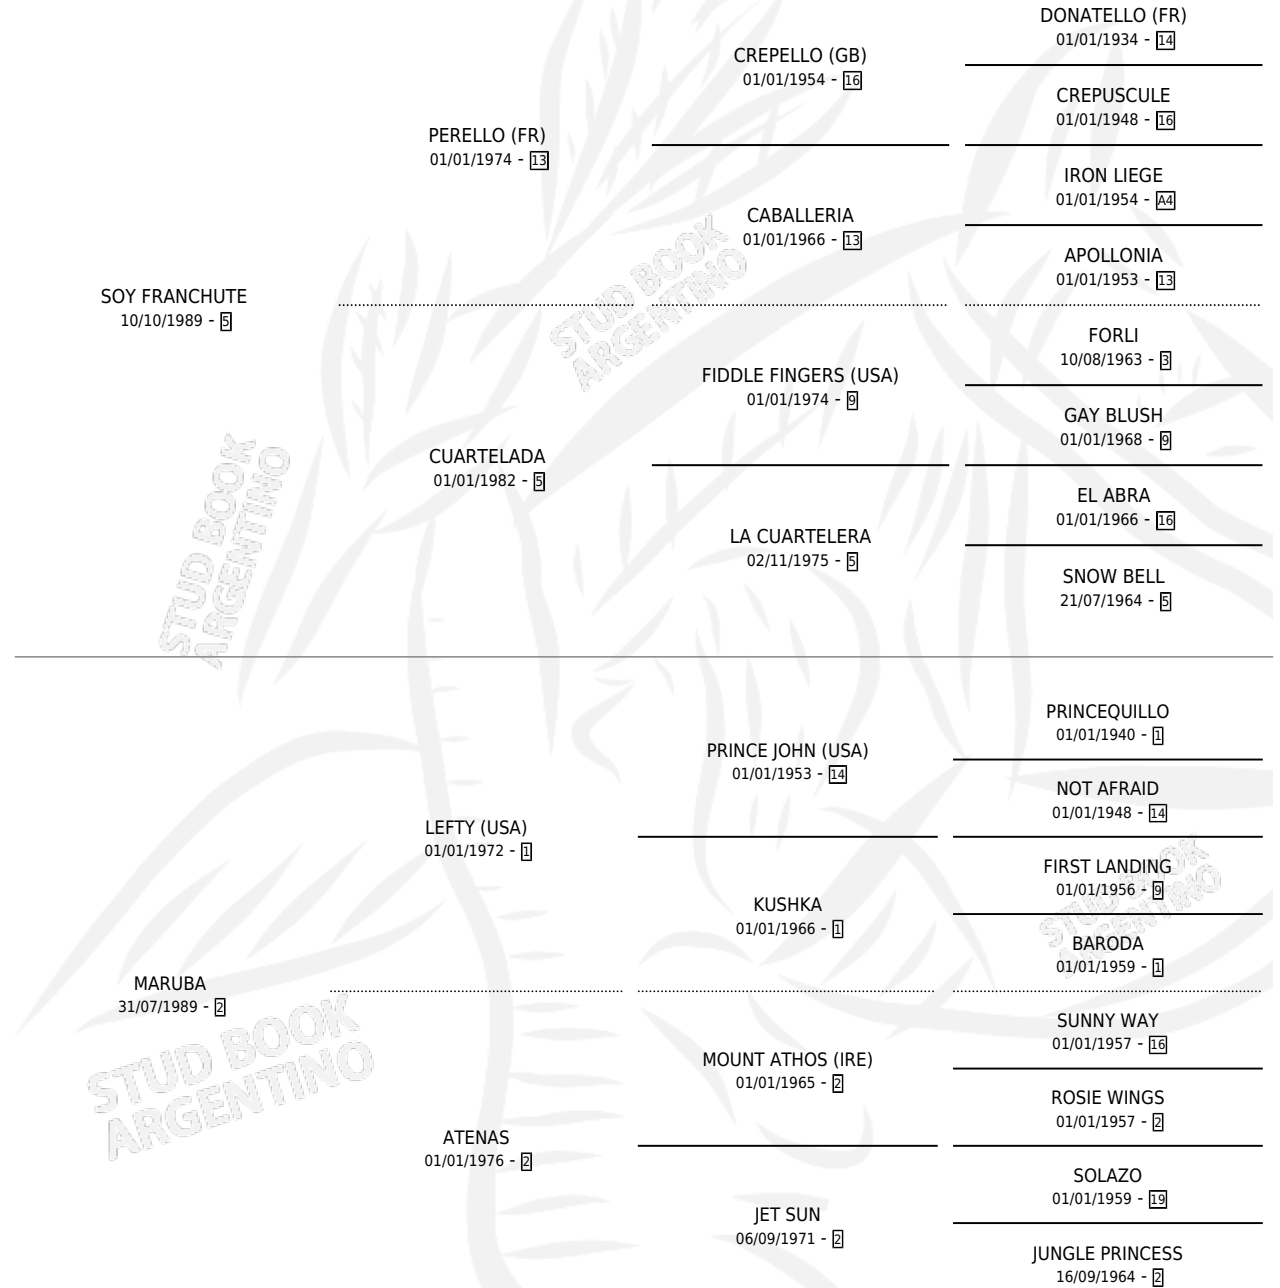 DONATELLO (FR)
01/01/1934 - 14
CREPELLO (GB)
01/01/1954 - 16
CREPUSCULE
01/01/1948 - 16
PERELLO (FR)
01/01/1974 - 13
IRON LIEGE
01/01/1954 - A4
CABALLERIA
01/01/1966 - 13
APOLLONIA
01/01/1953 - 13
SOY FRANCHUTE
10/10/1989 - 5
FORLI
10/08/1963 - 3
FIDDLE FINGERS (USA)
01/01/1974 - 9
GAY BLUSH
01/01/1968 - 9
CUARTELADA
01/01/1982 - 5
EL ABRA
01/01/1966 - 16
LA CUARTELERA
02/11/1975 - 5
SNOW BELL
21/07/1964 - 5
STUD BOOK
ARGENTINO
STUD BOOK
ARGENTINO
PRINCEQUILLO
01/01/1940 - 1
PRINCE JOHN (USA)
01/01/1953 - 14
NOT AFRAID
01/01/1948 - 14
LEFTY (USA)
01/01/1972 - 1
FIRST LANDING
01/01/1956 - 9
KUSHKA
01/01/1966 - 1
BARODA
01/01/1959 - 1
MARUBA
31/07/1989 - 2
SUNNY WAY
01/01/1957 - 16
MOUNT ATHOS (IRE)
01/01/1965 - 2
ROSIE WINGS
01/01/1957 - 2
ATENAS
01/01/1976 - 2
SOLAZO
01/01/1959 - 19
JET SUN
06/09/1971 - 2
JUNGLE PRINCESS
16/09/1964 - 2
STUD BOOK
ARGENTINO
STUD BOOK
ARGENTINO